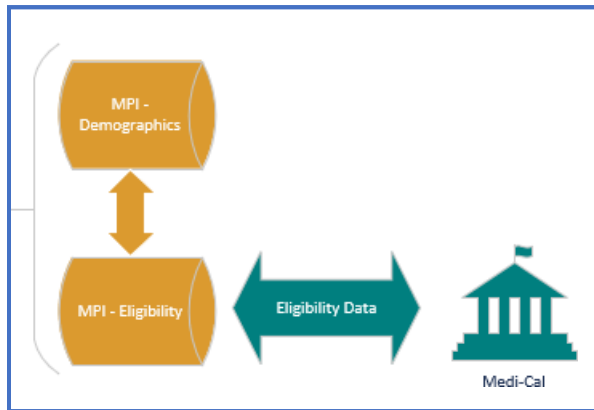 MPI -
Demographics
MPI - Eligibility
Eligibility Data
Medi-Cal